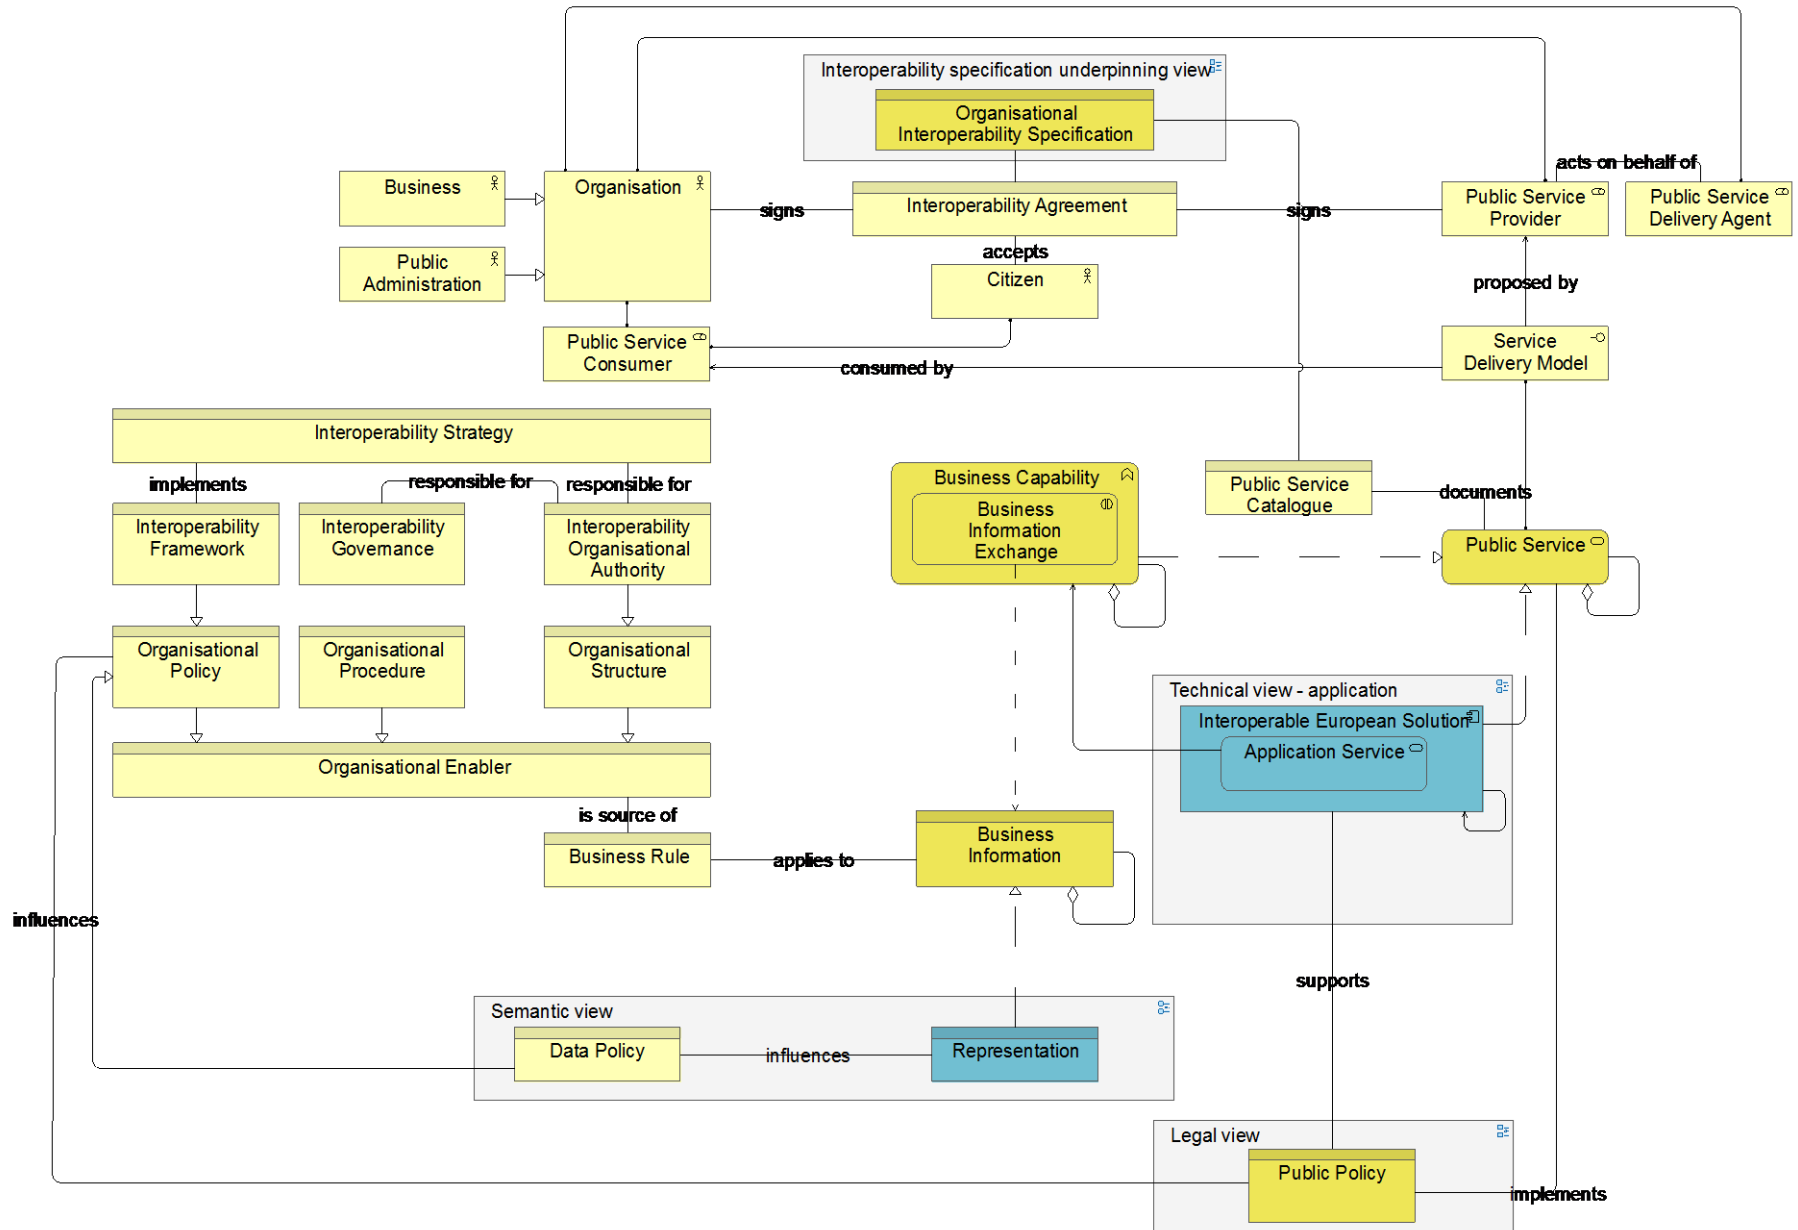 Interoperability specification underpinning view
Organisational
Interoperability Specification
acts on behalf of
Business
Organisation
signs
Interoperability Agreement
signs
Public Service
Provider
Public Service
Delivery Agent
accepts
Public
Administration
Citizen
proposed by
Public Service
Consumer
consumed by
Service
Delivery Model
Interoperability Strategy
implements
responsible for
responsible for
Business Capability
Business
Information
Exchange
Public Service
Catalogue
documents
Interoperability
Framework
Interoperability
Governance
Interoperability
Organisational
Authority
Public Service
Organisational
Policy
Organisational
Procedure
Organisational
Structure
Technical view - application
Interoperable European Solution
Application Service
Organisational Enabler
is source of
Business Rule
applies to
Business
Information
influences
supports
Semantic view
Data Policy
influences
Representation
Legal view
Public Policy
implements